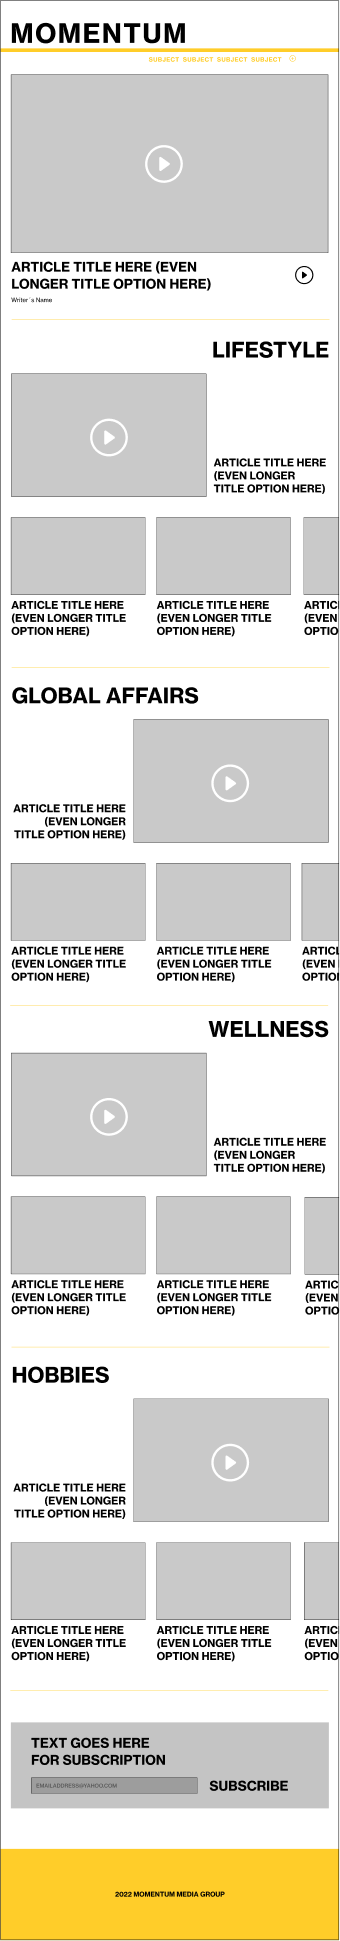 MOMENTUM
SUBJECT SUBJECT SUBJECT SUBJECT
ARTICLE TITLE HERE (EVEN
LONGER TITLE OPTION HERE)
Writer´s Name
LIFESTYLE
ARTICLE TITLE HERE
(EVEN LONGER
TITLE OPTION HERE)
ARTICLE TITLE HERE
(EVEN LONGER TITLE
OPTION HERE)
ARTICLE TITLE HERE
(EVEN LONGER TITLE
OPTION HERE)
ARTIC
(EVEN
OPTIO
GLOBAL AFFAIRS
ARTICLE TITLE HERE
(EVEN LONGER
TITLE OPTION HERE)
ARTICLE TITLE HERE
(EVEN LONGER TITLE
OPTION HERE)
ARTICLE TITLE HERE
(EVEN LONGER TITLE
OPTION HERE)
ARTICL
(EVEN
OPTIO
WELLNESS
ARTICLE TITLE HERE
(EVEN LONGER
TITLE OPTION HERE)
ARTICLE TITLE HERE
(EVEN LONGER TITLE
OPTION HERE)
ARTICLE TITLE HERE
(EVEN LONGER TITLE
OPTION HERE)
ARTIC
(EVEN
OPTIO
HOBBIES
ARTICLE TITLE HERE
(EVEN LONGER
TITLE OPTION HERE)
ARTICLE TITLE HERE
(EVEN LONGER TITLE
OPTION HERE)
ARTICLE TITLE HERE
(EVEN LONGER TITLE
OPTION HERE)
ARTIC
(EVEN
OPTIO
TEXT GOES HERE
FOR SUBSCRIPTION
EMAILADDRESS@YAHOO.COM
SUBSCRIBE
2022 MOMENTUM MEDIA GROUP